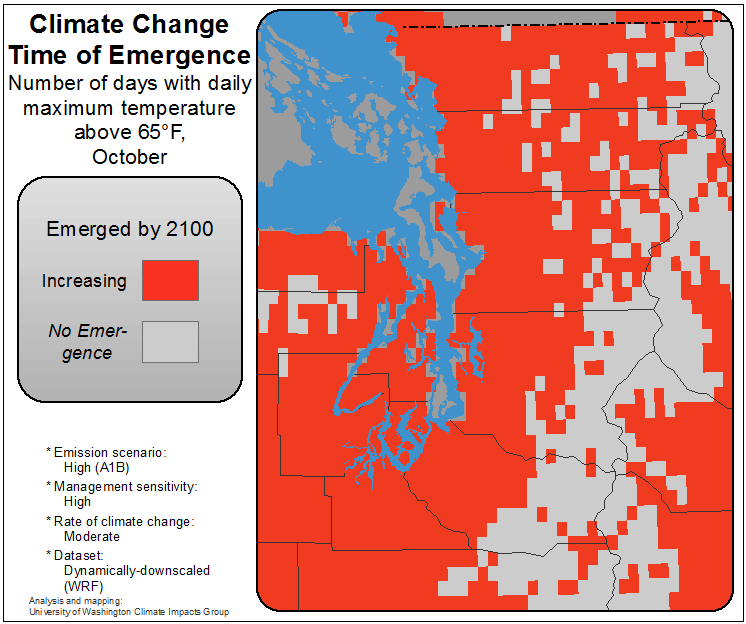 Climate Change
Time of Emergence
Number of days with daily
maximum temperature
above 65°F,
October
Emerged by 2100
Increasing
No Emer-
gence
* Emission scenario:
High (A1B)
* Management sensitivity:
High
* Rate of climate change:
Moderate
* Dataset:
Dynamically-downscaled
(WRF)
Analysis and mapping:
University of Washington Climate Impacts Group